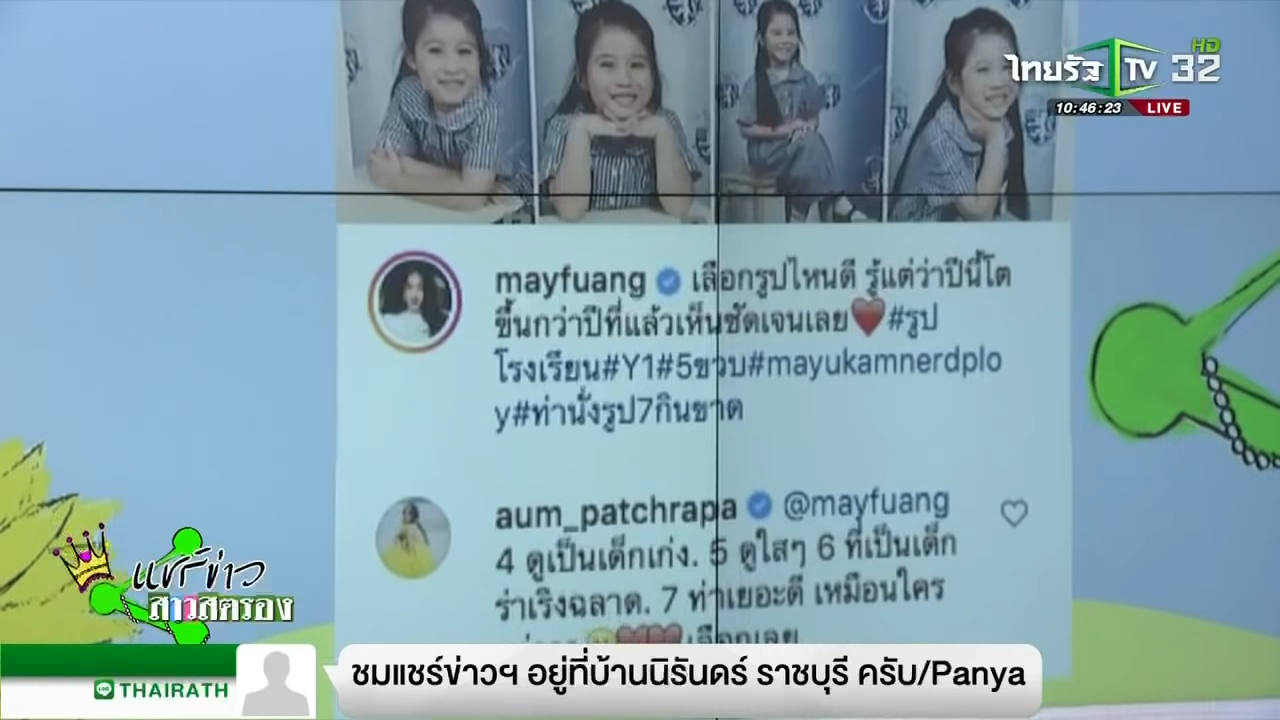 ไทยรัฐ TV 32 HD
10:46:23 LIVE
mayfuang เลือกรูปไหนดี รู้แต่ว่าปีนี้โต
ขึ้นกว่าปีที่แล้วเห็นชัดเจนเลย❤️#รูป
โรงเรียน#Y1#5ขวบ#mayukamnerdplo
y#ท่านั่งรูป7กินขาด
aum_patchrapa @mayfuang
4 ดูเป็นเด็กเก่ง. 5 ดูใสๆ 6 ที่เป็นเด็ก
ร่าเริงฉลาด. 7 ท่าเยอะดี เหมือนใคร
เลือกเลย
แชร์ข่าว
สาวสตรอง
THAIRATH
ชมแชร์ข่าวฯ อยู่ที่บ้านนิรันดร์ ราชบุรี ครับ/Panya